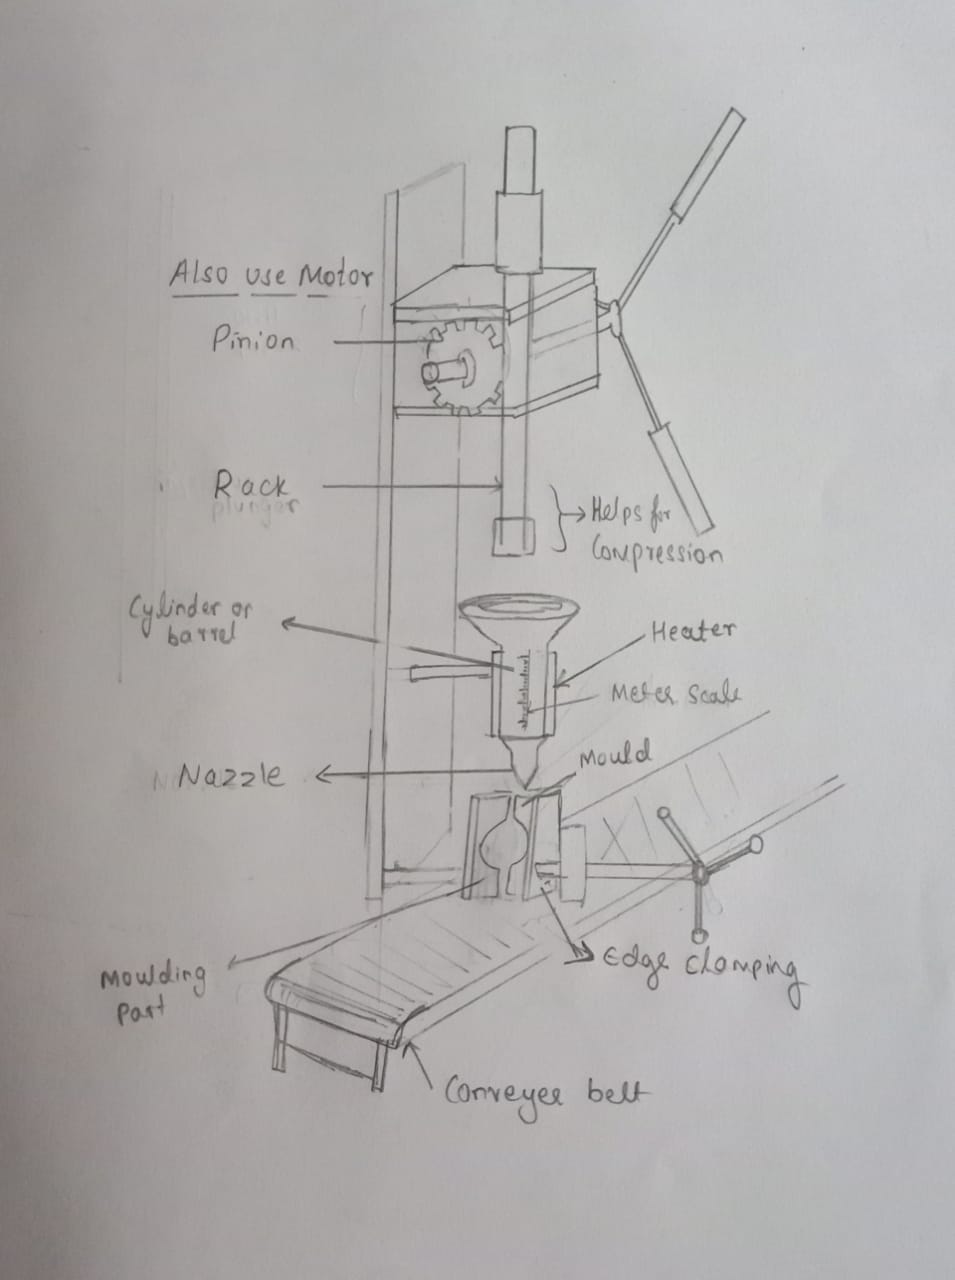 Also use Motor
Pinion
Rack
plunger
Helps for
Compression
Cylinder or
barrel
Heater
Meter scale
Mould
Nazzle
Edge clamping
Moulding
part
Conveyer belt